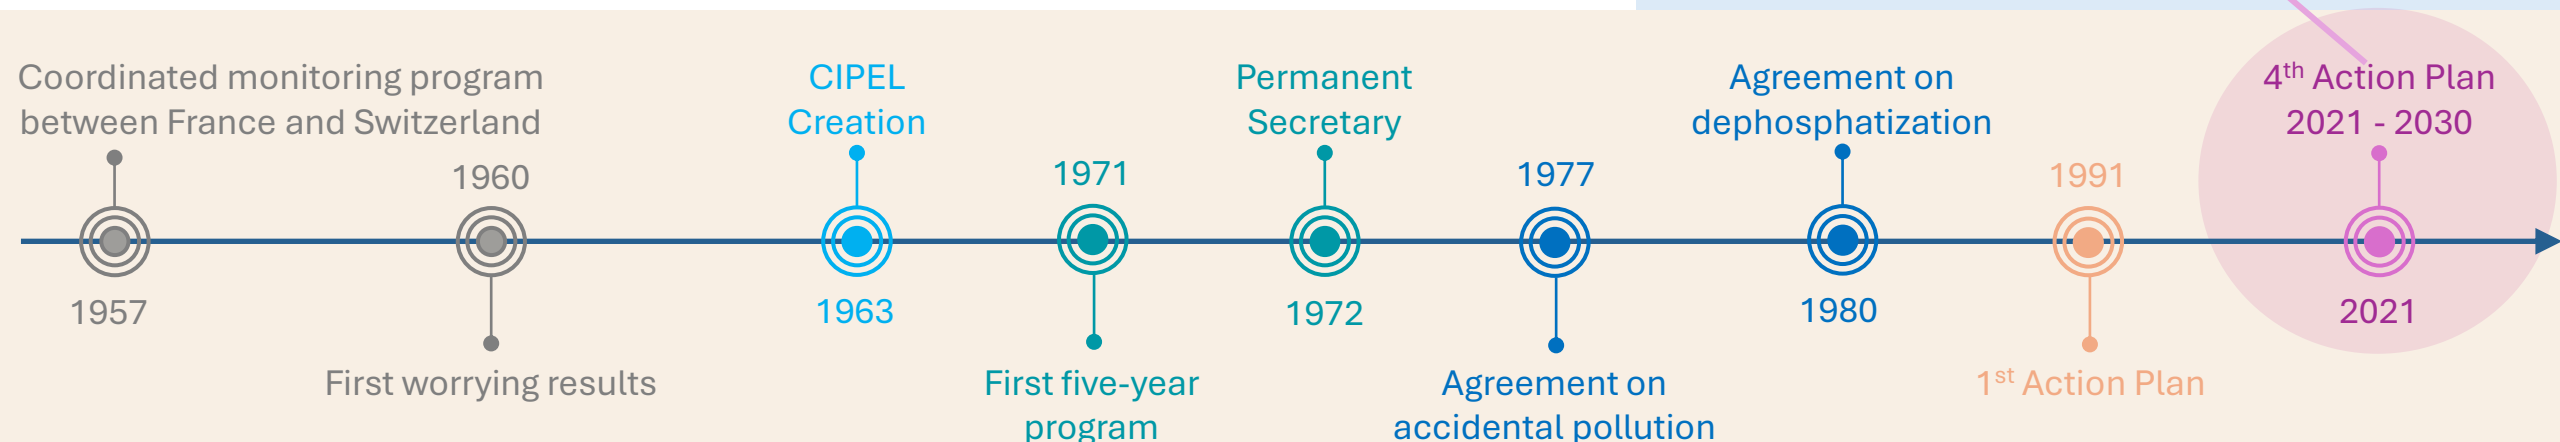 Coordinated monitoring program
between France and Switzerland
1957
1960
First worrying results
CIPEL
Creation
1963
1971
First five-year
program
Permanent
Secretary
1972
1977
Agreement on
accidental pollution
Agreement on
dephosphatization
1980
1991
1st Action Plan
4th Action Plan
2021 - 2030
2021